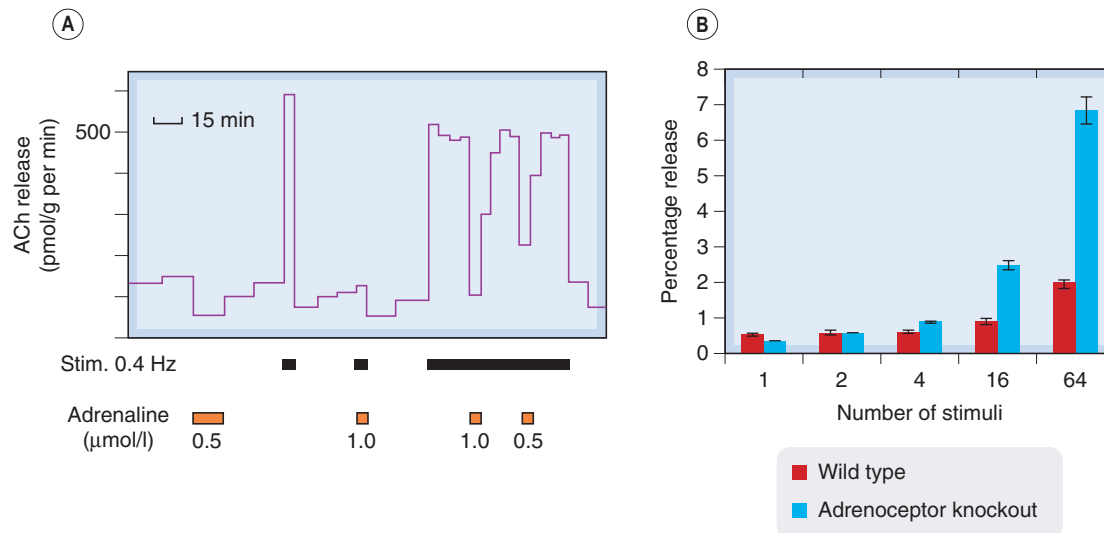 A
ACh release
(pmol/g per min)
500
15 min
Stim. 0.4 Hz
Adrenaline
(μmol/l)
0.5
1.0
1.0
0.5
B
Percentage release
8
7
6
5
4
3
2
1
0
1
2
4
16
64
Number of stimuli
Wild type
Adrenoceptor knockout